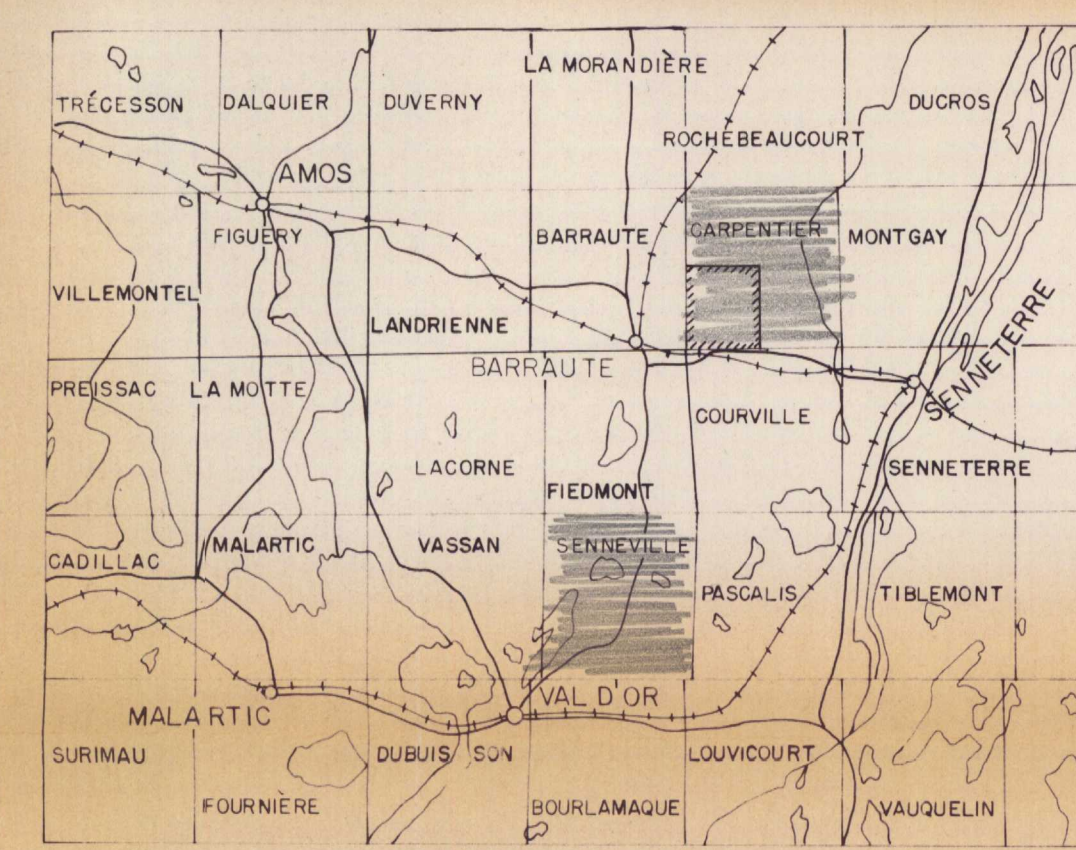 LA MORANDIÈRE
TRÉCESSON DALQUIER DUVERNY DUCROS
ROCHEBEAUCOURT
AMOS
FIGUERY BARRAUTE CARPENTIER MONTGAY
VILLEMONTEL
LANDRIENNE
SENNETERRE
BARRAUTE
PREISSAC LA MOTTE
COURVILLE
LACORNE SENNETERRE
FIEDMONT
MALARTIC VASSAN SENNEVILLE
CADILLAC
PASCALIS TIBLEMONT
VAL D'OR
MALARTIC
SURIMAU DUBUISSON LOUVICOURT
FOURNIÈRE BOURLAMAQUE VAUQUELIN